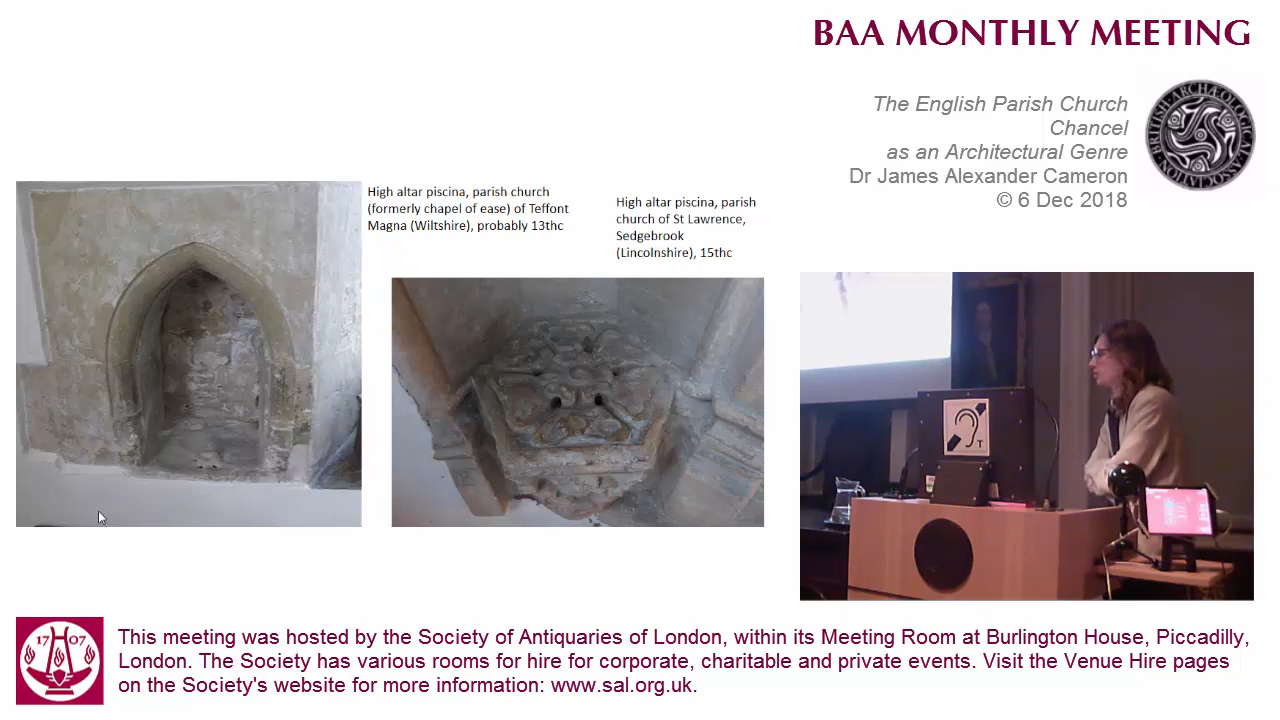 BAA MONTHLY MEETING
The English Parish Church
Chancel
as an Architectural Genre
Dr James Alexander Cameron
© 6 Dec 2018
BRITISH ARCHÆOLOGICAL ASSOCIATION
High altar piscina, parish church
(formerly chapel of ease) of Teffont
Magna (Wiltshire), probably 13thc
High altar piscina, parish
church of St Lawrence,
Sedgebrook
(Lincolnshire), 15thc
T
1707
This meeting was hosted by the Society of Antiquaries of London, within its Meeting Room at Burlington House, Piccadilly,
London. The Society has various rooms for hire for corporate, charitable and private events. Visit the Venue Hire pages
on the Society's website for more information: www.sal.org.uk.